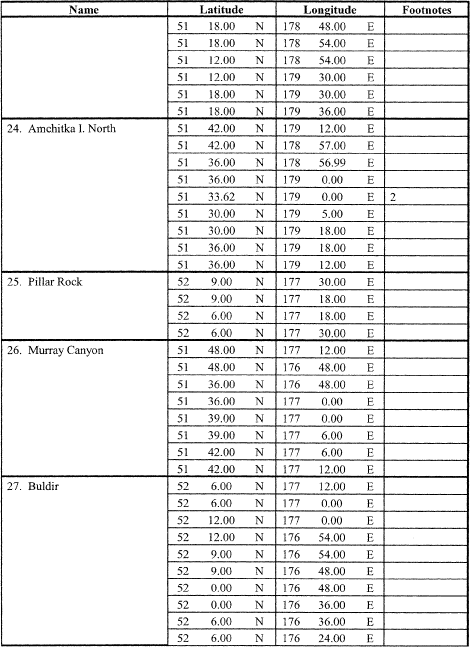 Name Latitude Longitude Footnotes
51 18.00 N 178 48.00 E
51 18.00 N 178 54.00 E
51 12.00 N 178 54.00 E
51 12.00 N 179 30.00 E
51 18.00 N 179 30.00 E
51 18.00 N 179 36.00 E
24. Amchitka I. North 51 42.00 N 179 12.00 E
51 42.00 N 178 57.00 E
51 36.00 N 178 56.99 E
51 36.00 N 179 0.00 E
51 33.62 N 179 0.00 E 2
51 30.00 N 179 5.00 E
51 30.00 N 179 18.00 E
51 36.00 N 179 18.00 E
51 36.00 N 179 12.00 E
25. Pillar Rock 52 9.00 N 177 30.00 E
52 9.00 N 177 18.00 E
52 6.00 N 177 18.00 E
52 6.00 N 177 30.00 E
26. Murray Canyon 51 48.00 N 177 12.00 E
51 48.00 N 176 48.00 E
51 36.00 N 176 48.00 E
51 36.00 N 177 0.00 E
51 39.00 N 177 0.00 E
51 39.00 N 177 6.00 E
51 42.00 N 177 6.00 E
51 42.00 N 177 12.00 E
27. Buldir 52 6.00 N 177 12.00 E
52 6.00 N 177 0.00 E
52 12.00 N 177 0.00 E
52 12.00 N 176 54.00 E
52 9.00 N 176 54.00 E
52 9.00 N 176 48.00 E
52 0.00 N 176 48.00 E
52 0.00 N 176 36.00 E
52 6.00 N 176 36.00 E
52 6.00 N 176 24.00 E